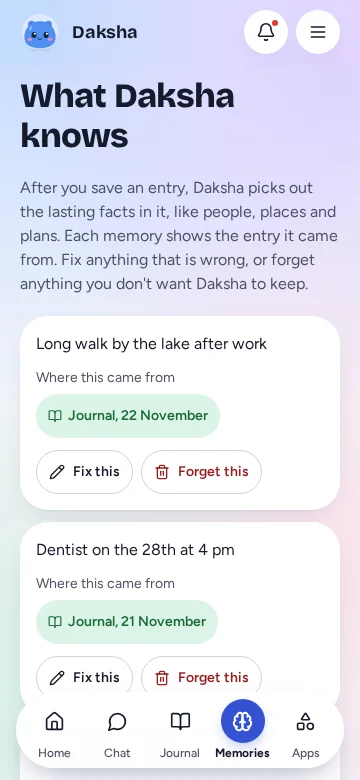 Daksha
What Daksha
knows
After you save an entry, Daksha picks out
the lasting facts in it, like people, places and
plans. Each memory shows the entry it came
from. Fix anything that is wrong, or forget
anything you don't want Daksha to keep.
Long walk by the lake after work
Where this came from
Journal, 22 November
Fix this
Forget this
Dentist on the 28th at 4 pm
Where this came from
Journal, 21 November
Fix this
Forget this
Home
Chat
Journal
Memories
Apps